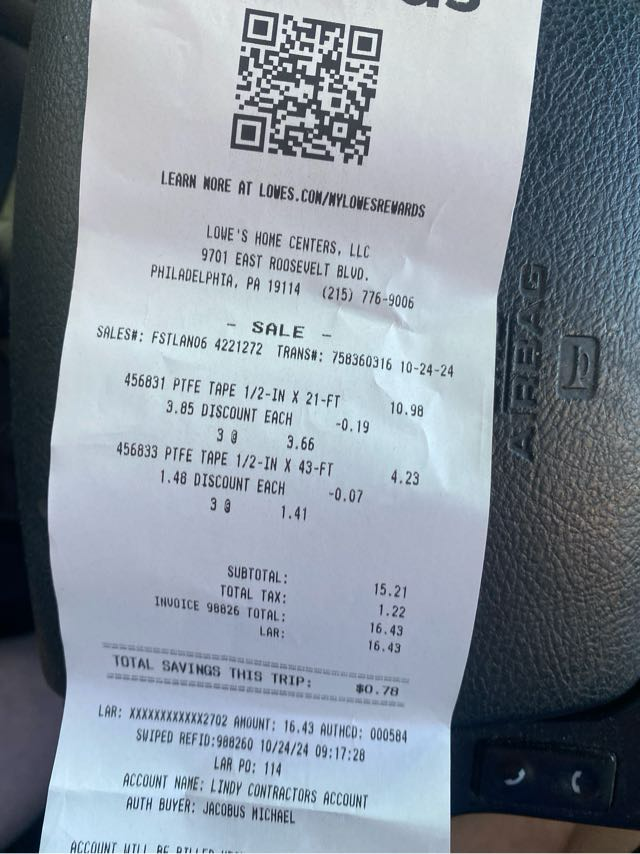 LEARN MORE AT LOWES.COM/MYLOWESREWARDS
LOWE'S HOME CENTERS, LLC
9701 EAST ROOSEVELT BLVD.
PHILADELPHIA, PA 19114 (215) 776-9006
- SALE -
SALES#: FSTLAN06 4221272 TRANS#: 758360316 10-24-24
456831 PTFE TAPE 1/2-IN X 21-FT 10.98
3.85 DISCOUNT EACH -0.19
3 @ 3.66
456833 PTFE TAPE 1/2-IN X 43-FT 4.23
1.48 DISCOUNT EACH -0.07
3 @ 1.41
SUBTOTAL: 15.21
TOTAL TAX: 1.22
INVOICE 98826 TOTAL: 16.43
LAR: 16.43
TOTAL SAVINGS THIS TRIP: $0.78
LAR: XXXXXXXXXXXX2702 AMOUNT: 16.43 AUTHCD: 000584
SWIPED REFID:988260 10/24/24 09:17:28
LAR PO: 114
ACCOUNT NAME: LINDY CONTRACTORS ACCOUNT
AUTH BUYER: JACOBUS MICHAEL
ACCOUNT WILL BE BILLED
AIRBAG